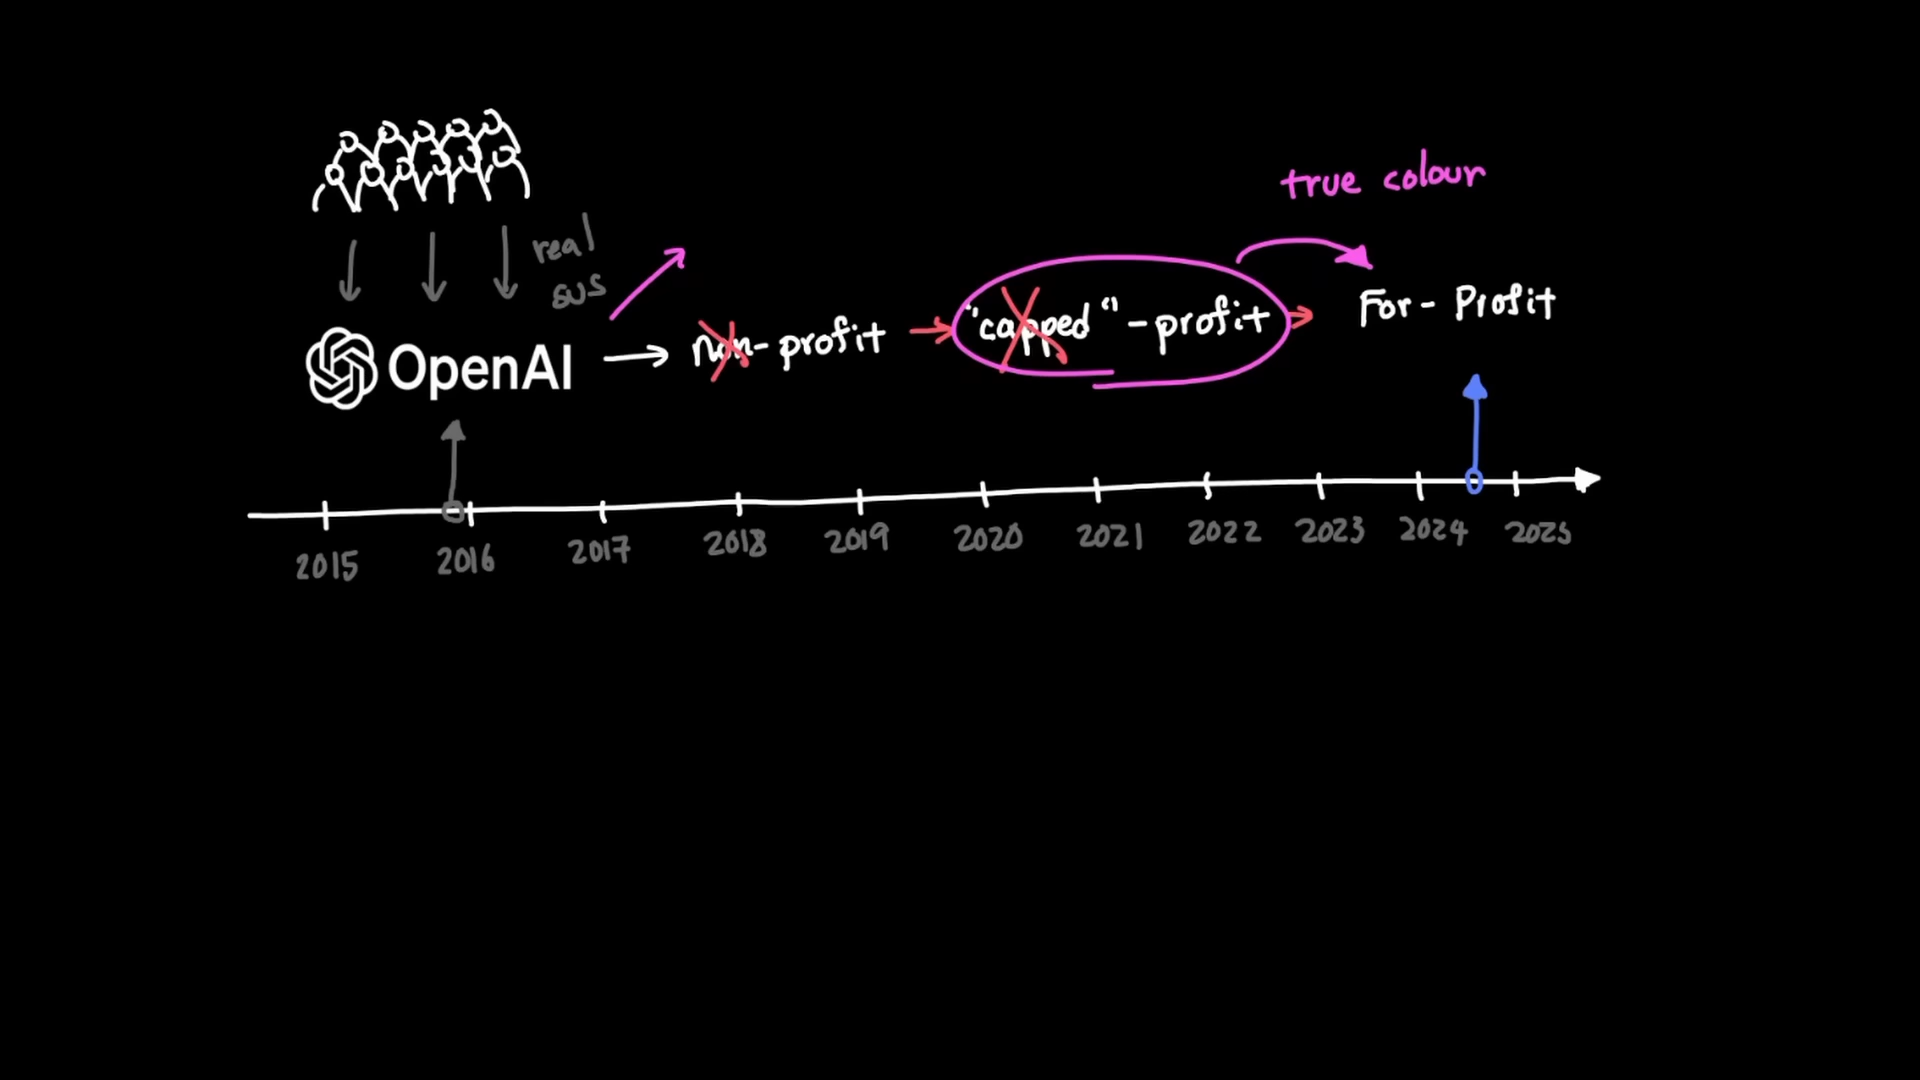 true colour
real
sus
OpenAI
non-profit
"capped"-profit
For-Profit
2015 2016 2017 2018 2019 2020 2021 2022 2023 2024 2025